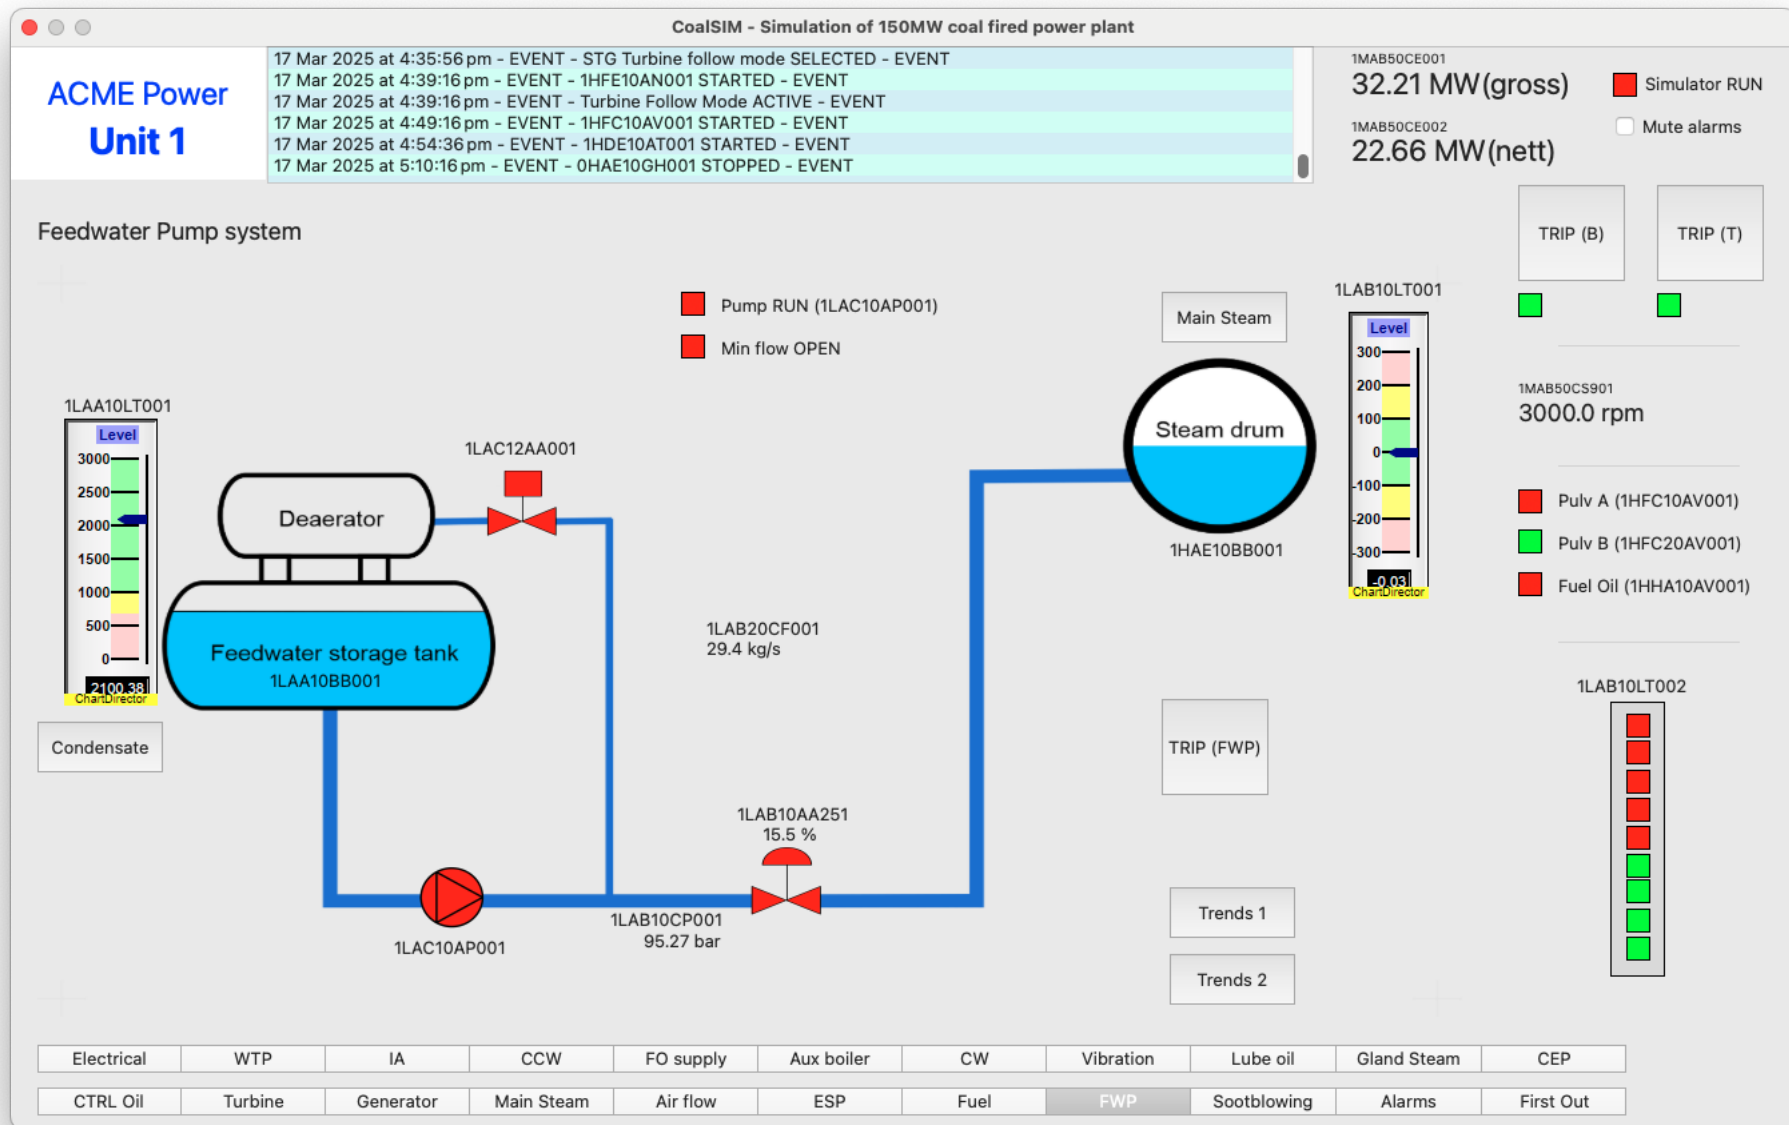 CoalSIM - Simulation of 150MW coal fired power plant
ACME Power
Unit 1
17 Mar 2025 at 4:35:56 pm - EVENT - STG Turbine follow mode SELECTED - EVENT
17 Mar 2025 at 4:39:16 pm - EVENT - 1HFE10AN001 STARTED - EVENT
17 Mar 2025 at 4:39:16 pm - EVENT - Turbine Follow Mode ACTIVE - EVENT
17 Mar 2025 at 4:49:16 pm - EVENT - 1HFC10AV001 STARTED - EVENT
17 Mar 2025 at 4:54:36 pm - EVENT - 1HDE10AT001 STARTED - EVENT
17 Mar 2025 at 5:10:16 pm - EVENT - 0HAE10GH001 STOPPED - EVENT
1MAB50CE001
32.21 MW(gross)
1MAB50CE002
22.66 MW(nett)
Simulator RUN
Mute alarms
TRIP (B)
TRIP (T)
Feedwater Pump system
Pump RUN (1LAC10AP001)
Min flow OPEN
Main Steam
1LAB10LT001
Level
300
200
100
0
-100
-200
-300
-0.03
ChartDirector
1MAB50CS901
3000.0 rpm
1LAA10LT001
Level
3000
2500
2000
1500
1000
500
0
2100.38
ChartDirector
1LAC12AA001
Deaerator
Steam drum
1HAE10BB001
Pulv A (1HFC10AV001)
Pulv B (1HFC20AV001)
Fuel Oil (1HHA10AV001)
Feedwater storage tank
1LAA10BB001
1LAB20CF001
29.4 kg/s
1LAB10LT002
Condensate
TRIP (FWP)
1LAB10AA251
15.5 %
1LAC10AP001
1LAB10CP001
95.27 bar
Trends 1
Trends 2
Electrical WTP IA CCW FO supply Aux boiler CW Vibration Lube oil Gland Steam CEP
CTRL Oil Turbine Generator Main Steam Air flow ESP Fuel FWP Sootblowing Alarms First Out